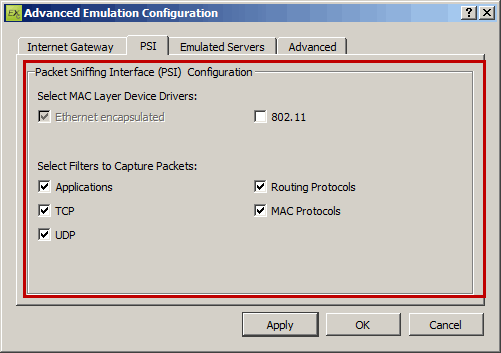 Advanced Emulation Configuration
Internet Gateway PSI Emulated Servers Advanced
Packet Sniffing Interface (PSI) Configuration
Select MAC Layer Device Drivers:
Ethernet encapsulated 802.11
Select Filters to Capture Packets:
Applications Routing Protocols
TCP MAC Protocols
UDP
Apply OK Cancel